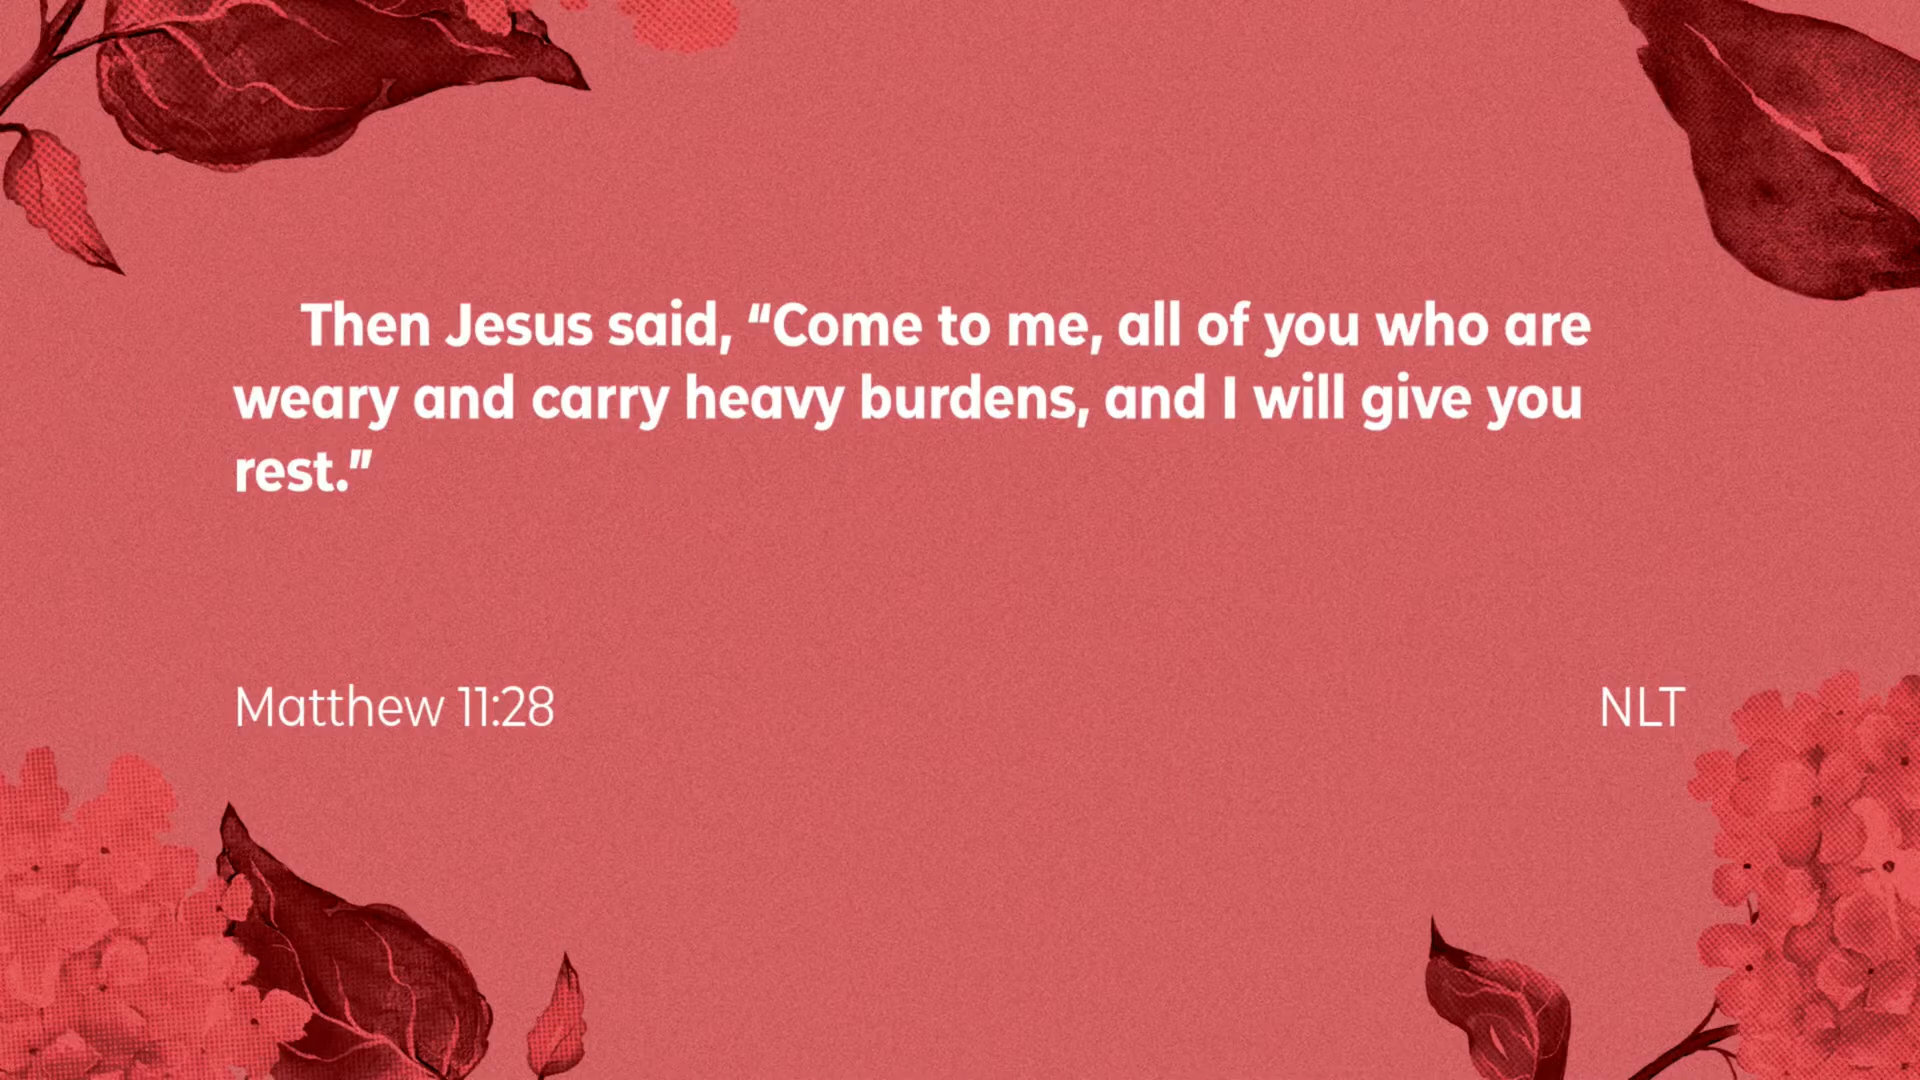 Then Jesus said, “Come to me, all of you who are
weary and carry heavy burdens, and I will give you
rest.”
Matthew 11:28
NLT